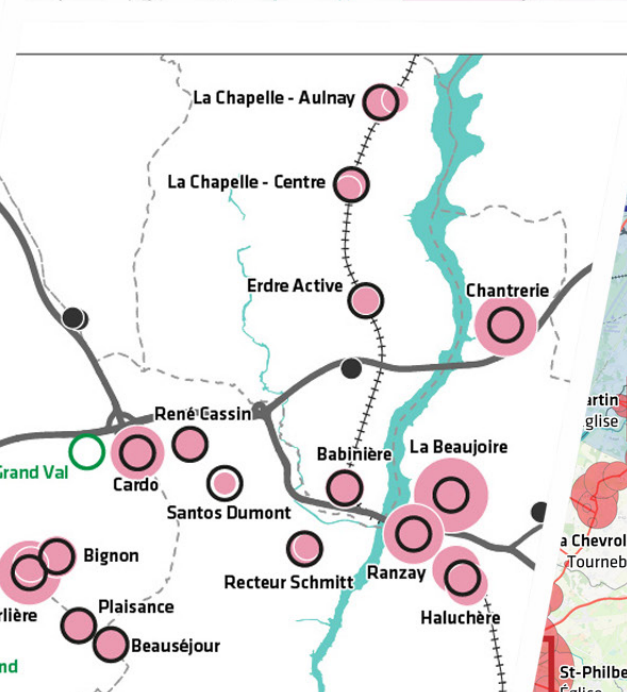 La Chapelle - Aulnay
La Chapelle - Centre
Erdre Active
Chantrerie
René Cassin
Grand Val
Cardo
Babinière
La Beaujoire
Santos Dumont
Recteur Schmitt
Ranzay
Haluchère
Bignon
Plaisance
Beauséjour
St-Philbe